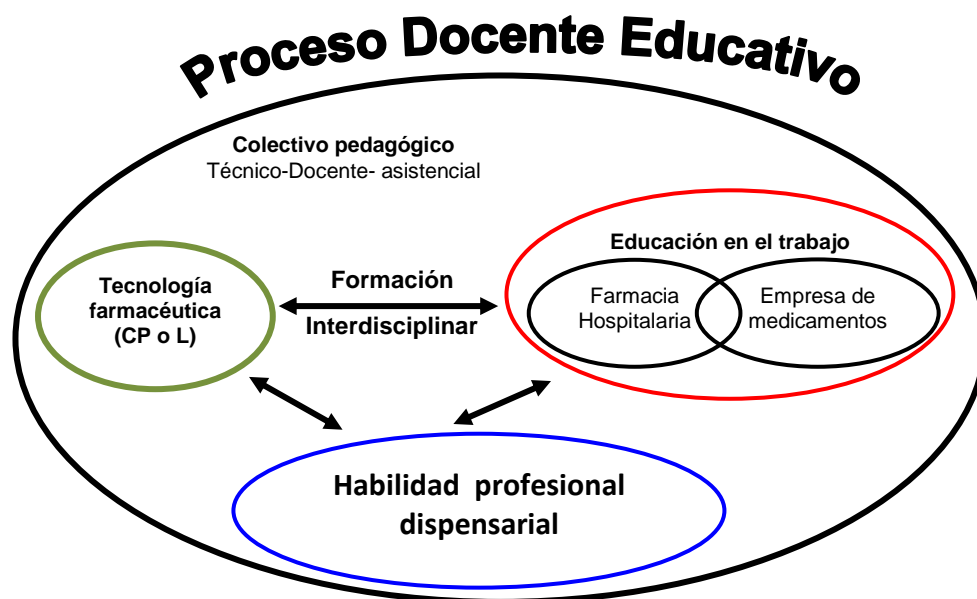 Proceso Docente Educativo
Colectivo pedagógico
Técnico-Docente- asistencial
Educación en el trabajo
Tecnología
farmacéutica
(CP o L)
Formación
Interdisciplinar
Farmacia
Hospitalaria
Empresa de
medicamentos
Habilidad profesional
dispensarial